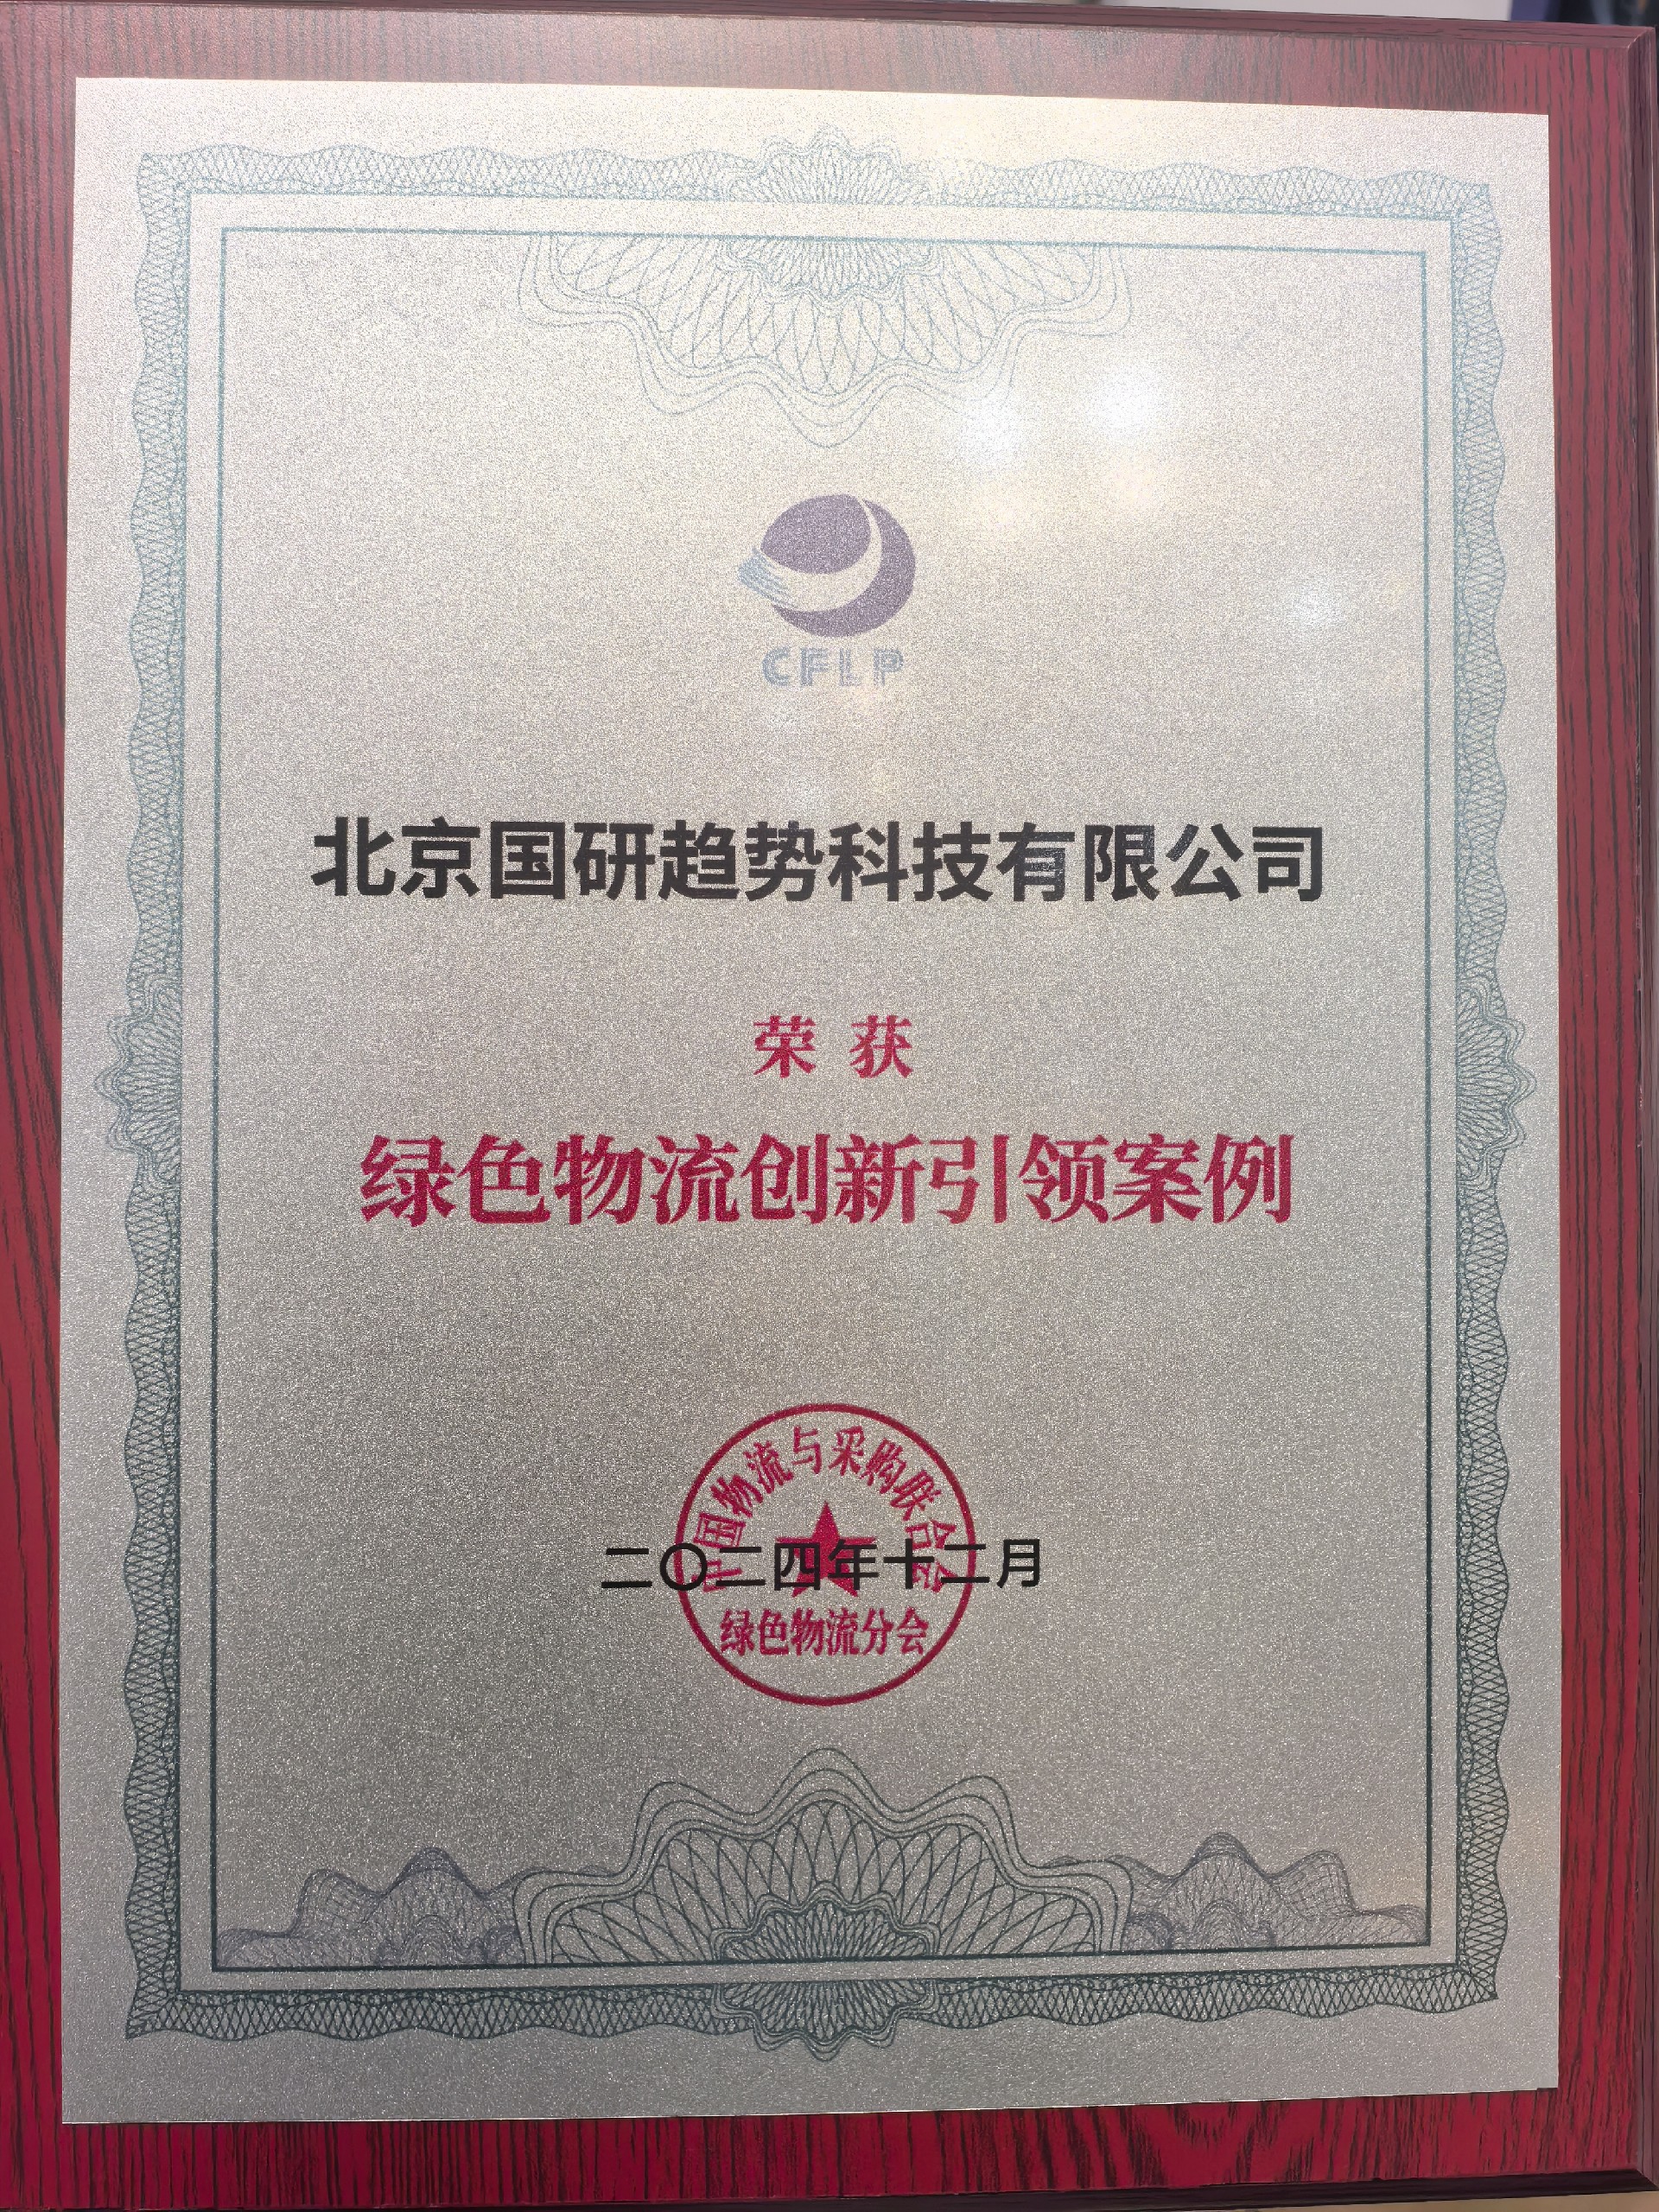 CFLP
北京国研趋势科技有限公司
荣获
绿色物流创新引领案例
中国物流与采购联合会
二〇二四年十二月
绿色物流分会